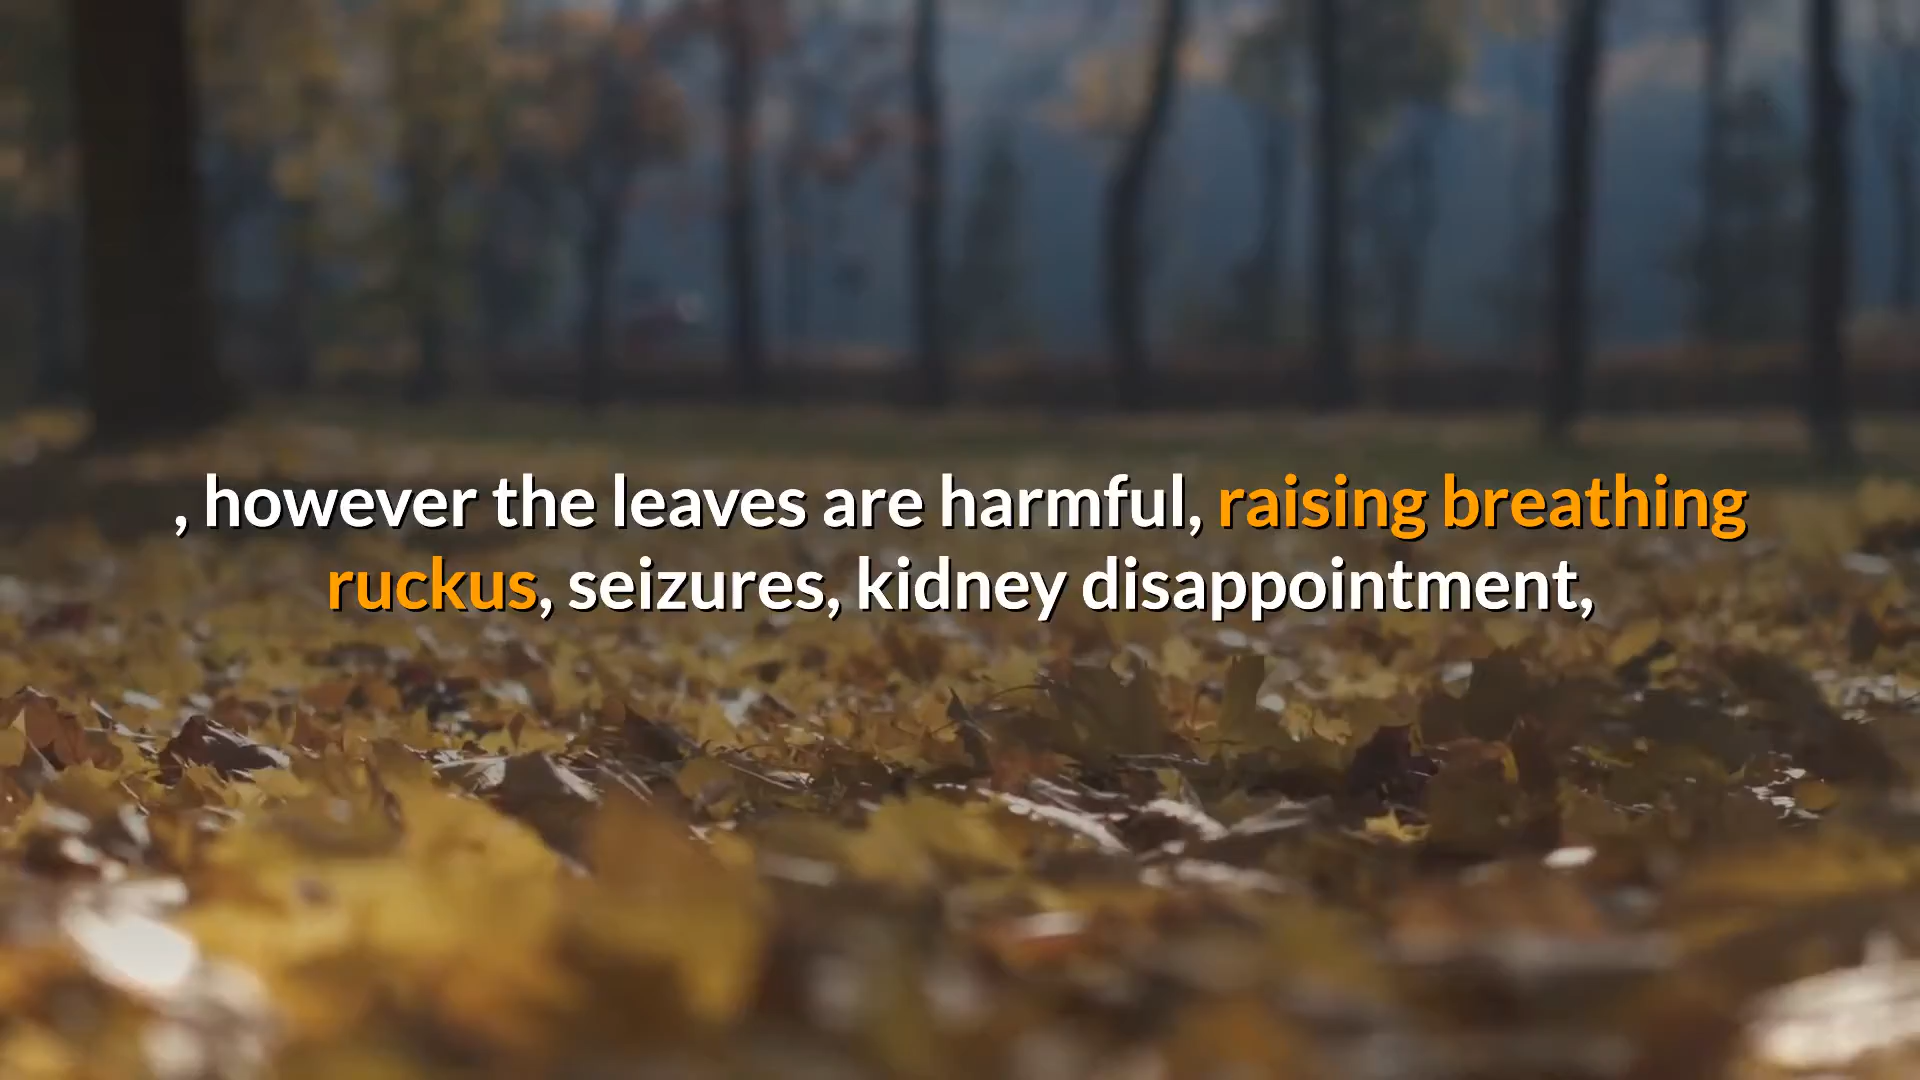 , however the leaves are harmful, raising breathing
ruckus, seizures, kidney disappointment,